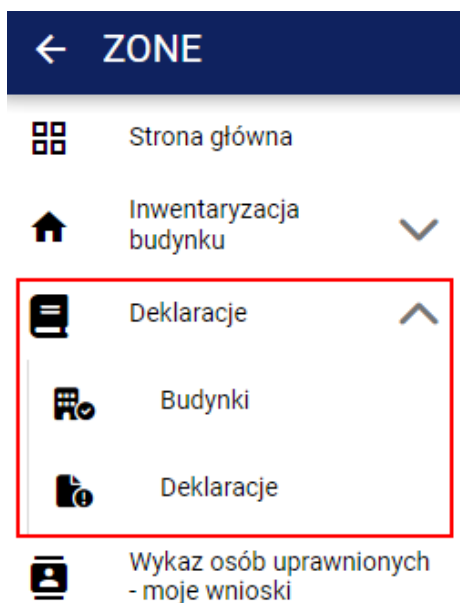 ZONE
Strona główna
Inwentaryzacja
budynku
Deklaracje
Budynki
Deklaracje
Wykaz osób uprawnionych
- moje wnioski